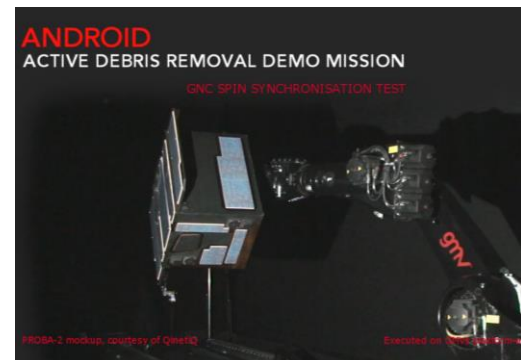 ANDROID
ACTIVE DEBRIS REMOVAL DEMO MISSION
GNC SPIN SYNCHRONISATION TEST
gmv
PROBA-2 mockup, courtesy of QinetiQ
Executed on